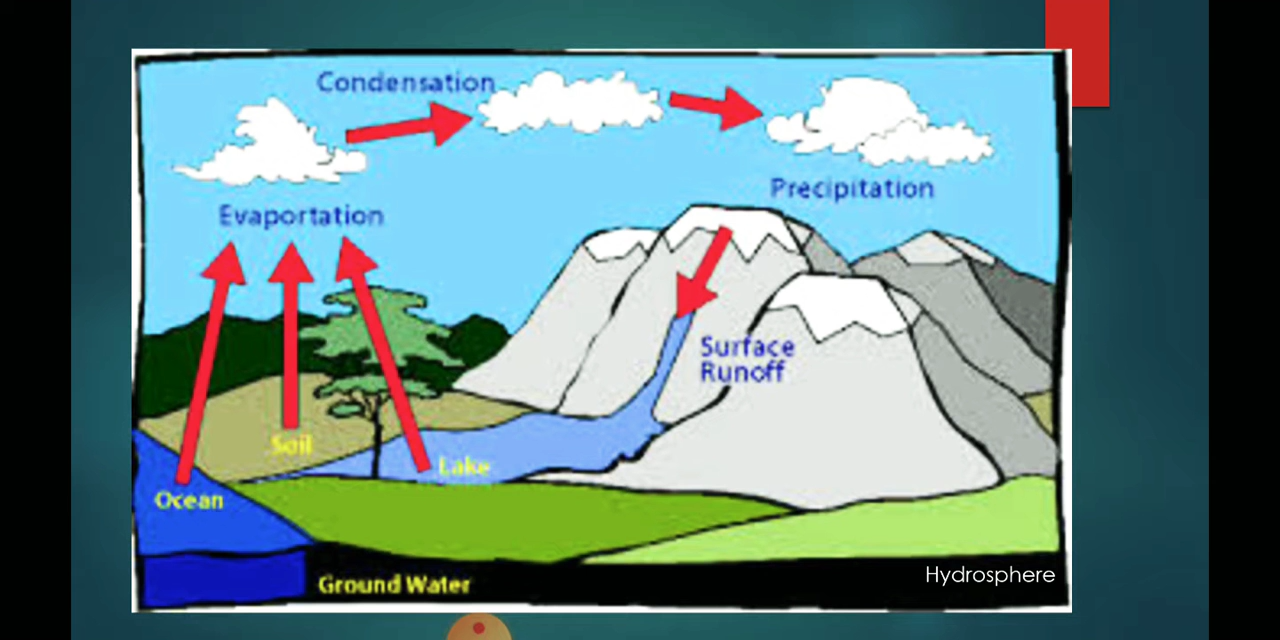 Condensation
Precipitation
Evaportation
Surface
Runoff
Soil
Lake
Ocean
Hydrosphere
Ground Water